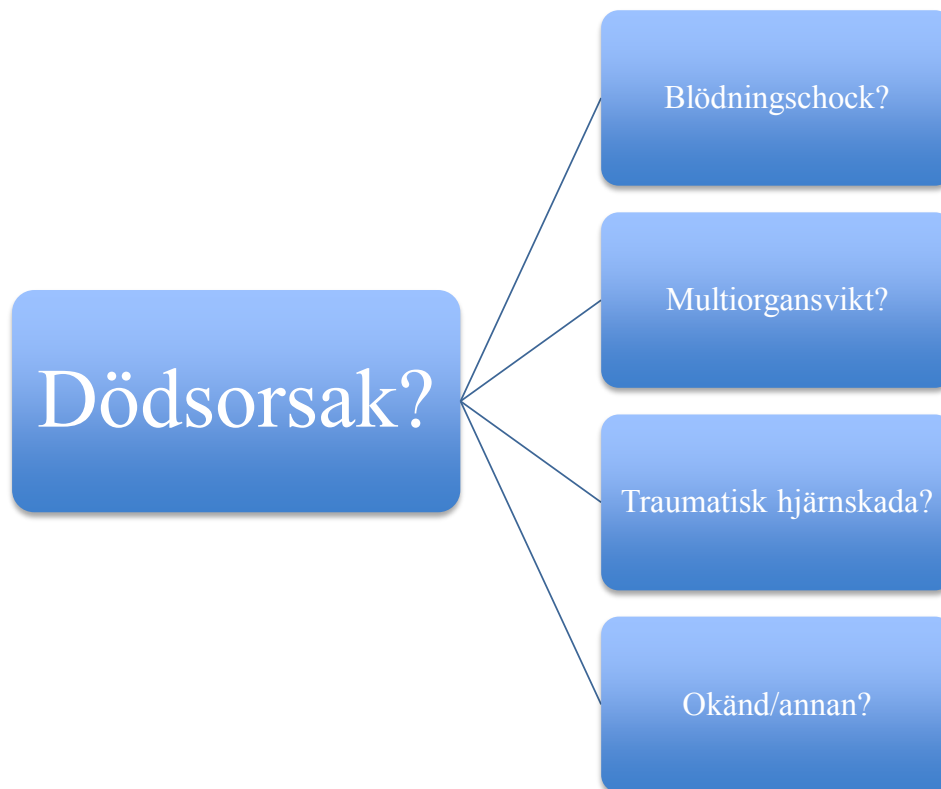 Dödsorsak?
Blödningschock?
Multiorgansvikt?
Traumatisk hjärnskada?
Okänd/annan?